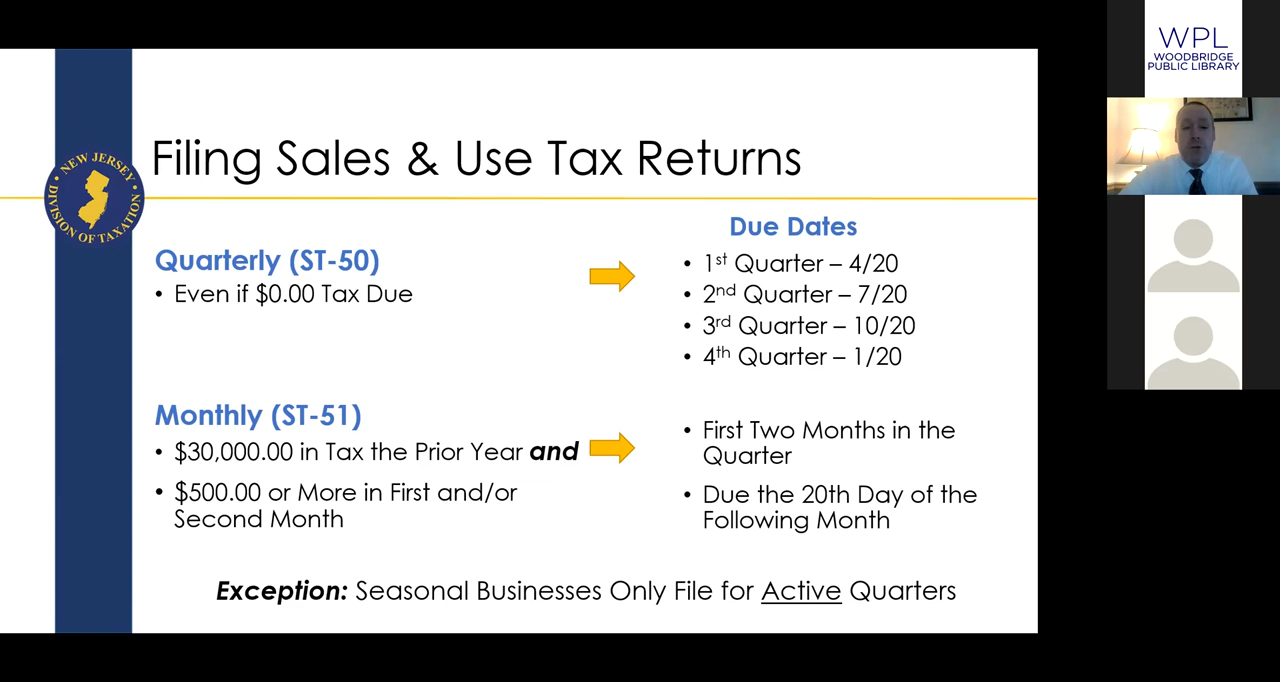 WPL
WOODBRIDGE
PUBLIC LIBRARY
NEW JERSEY
DIVISION OF TAXATION
Filing Sales & Use Tax Returns
Quarterly (ST-50)
• Even if $0.00 Tax Due
Due Dates
• 1st Quarter – 4/20
• 2nd Quarter – 7/20
• 3rd Quarter – 10/20
• 4th Quarter – 1/20
Monthly (ST-51)
• $30,000.00 in Tax the Prior Year and
• $500.00 or More in First and/or
Second Month
• First Two Months in the
Quarter
• Due the 20th Day of the
Following Month
Exception: Seasonal Businesses Only File for Active Quarters